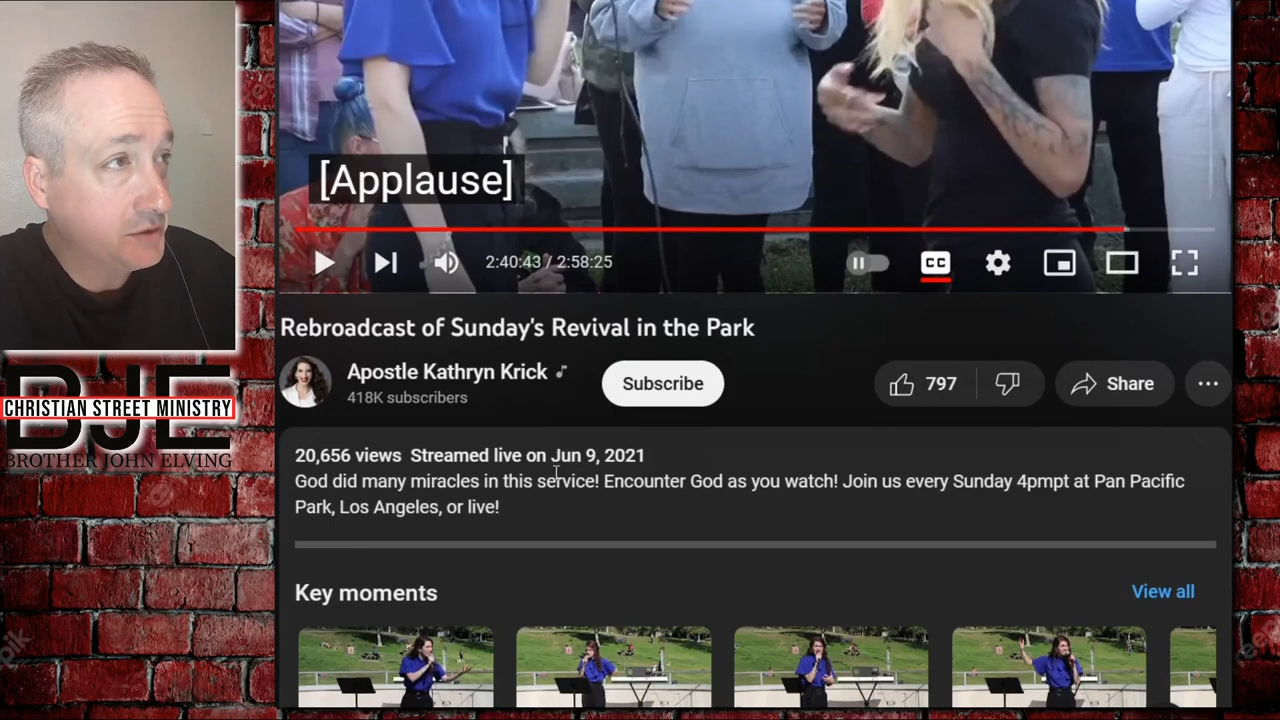 [Applause]
2:40:43 / 2:58:25
CC
Rebroadcast of Sunday's Revival in the Park
Apostle Kathryn Krick
418K subscribers
Subscribe
797
Share
20,656 views Streamed live on Jun 9, 2021
God did many miracles in this service! Encounter God as you watch! Join us every Sunday 4pmpt at Pan Pacific
Park, Los Angeles, or live!
Key moments
View all
BJE
CHRISTIAN STREET MINISTRY
BROTHER JOHN ELVING